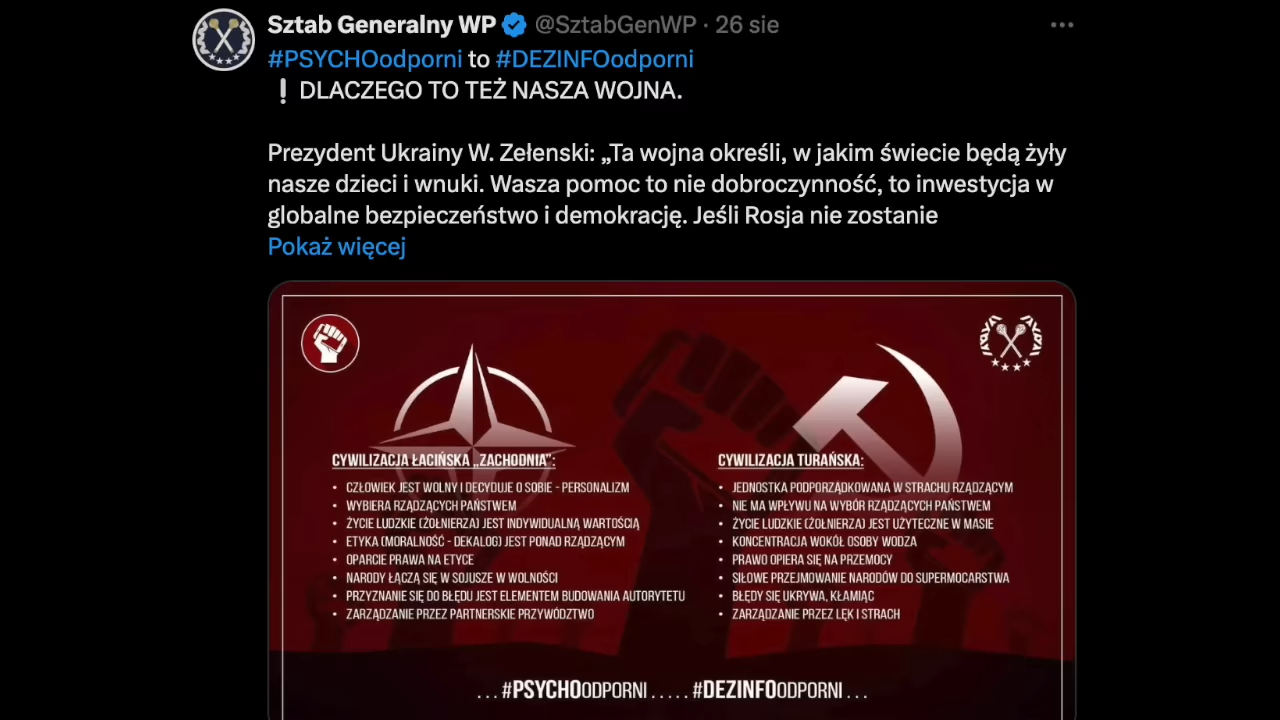 Sztab Generalny WP @SztabGenWP · 26 sie
#PSYCHOodporni to #DEZINFOodporni
❗ DLACZEGO TO TEŻ NASZA WOJNA.
Prezydent Ukrainy W. Zełenski: „Ta wojna określi, w jakim świecie będą żyły
nasze dzieci i wnuki. Wasza pomoc to nie dobroczynność, to inwestycja w
globalne bezpieczeństwo i demokrację. Jeśli Rosja nie zostanie
Pokaż więcej
CYWILIZACJA ŁACIŃSKA „ZACHODNIA”:
• CZŁOWIEK JEST WOLNY I DECYDUJE O SOBIE - PERSONALIZM
• WYBIERA RZĄDZĄCYCH PAŃSTWEM
• ŻYCIE LUDZKIE (ŻOŁNIERZA) JEST INDYWIDUALNĄ WARTOŚCIĄ
• ETYKA (MORALNOŚĆ - DEKALOG) JEST PONAD RZĄDZĄCYM
• OPARCIE PRAWA NA ETYCE
• NARODY ŁĄCZĄ SIĘ W SOJUSZE W WOLNOŚCI
• PRZYZNANIE SIĘ DO BŁĘDU JEST ELEMENTEM BUDOWANIA AUTORYTETU
• ZARZĄDZANIE PRZEZ PARTNERSKIE PRZYWÓDZTWO
CYWILIZACJA TURAŃSKA:
• JEDNOSTKA PODPORZĄDKOWANA W STRACHU RZĄDZĄCYM
• NIE MA WPŁYWU NA WYBÓR RZĄDZĄCYCH PAŃSTWEM
• ŻYCIE LUDZKIE (ŻOŁNIERZA) JEST UŻYTECZNE W MASIE
• KONCENTRACJA WOKÓŁ OSOBY WODZA
• PRAWO OPIERA SIĘ NA PRZEMOCY
• SIŁOWE PRZEJMOWANIE NARODÓW DO SUPERMOCARSTWA
• BŁĘDY SIĘ UKRYWA, KŁAMIĄC
• ZARZĄDZANIE PRZEZ LĘK I STRACH
...#PSYCHOODPORNI.....#DEZINFOODPORNI...